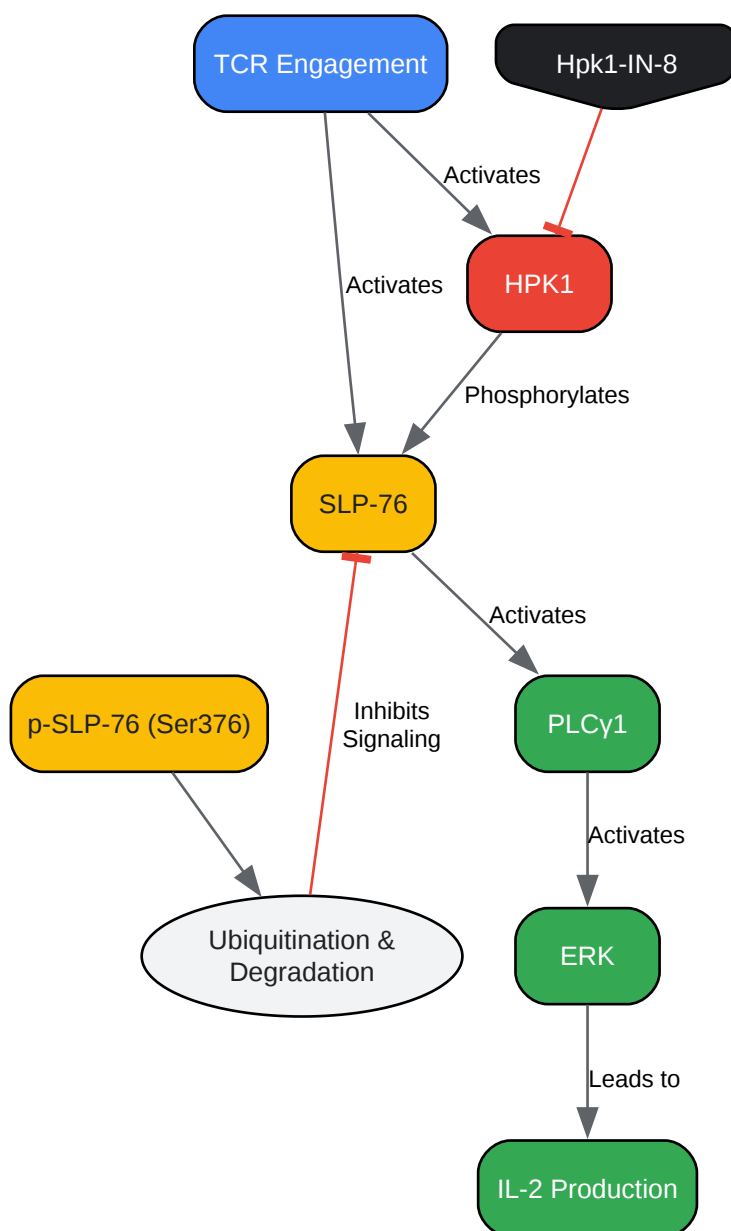 TCR Engagement
Hpk1-IN-8
Activates
HPK1
Activates
Phosphorylates
SLP-76
Activates
p-SLP-76 (Ser376)
Inhibits
Signaling
PLCγ1
Activates
Ubiquitination &
Degradation
ERK
Leads to
IL-2 Production